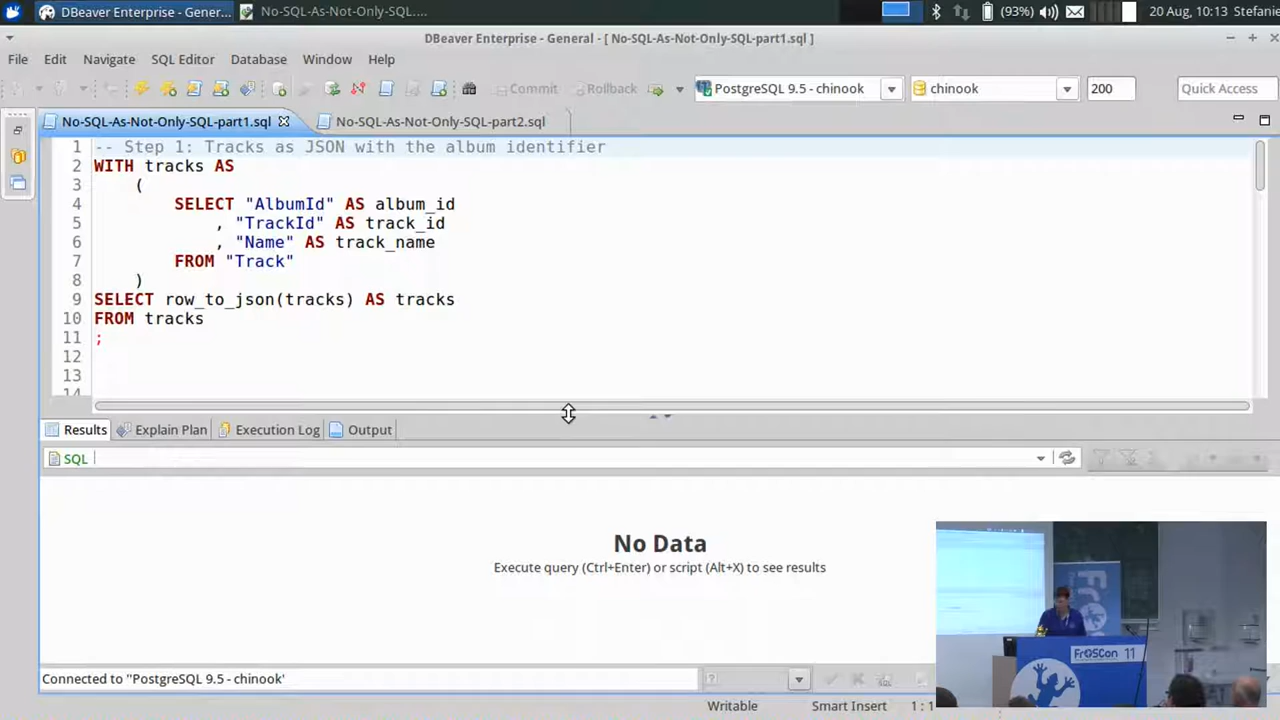 DBeaver Enterprise - Gener...
No-SQL-As-Not-Only-SQL....
(93%)
20 Aug, 10:13
Stefanie
DBeaver Enterprise - General - [ No-SQL-As-Not-Only-SQL-part1.sql ]
File Edit Navigate SQL Editor Database Window Help
Commit Rollback PostgreSQL 9.5 - chinook chinook 200 Quick Access
No-SQL-As-Not-Only-SQL-part1.sql No-SQL-As-Not-Only-SQL-part2.sql
1 -- Step 1: Tracks as JSON with the album identifier
2 WITH tracks AS
3 (
4 SELECT "AlbumId" AS album_id
5 , "TrackId" AS track_id
6 , "Name" AS track_name
7 FROM "Track"
8 )
9 SELECT row_to_json(tracks) AS tracks
10 FROM tracks
11 ;
12
13
14
Results Explain Plan Execution Log Output
SQL
No Data
Execute query (Ctrl+Enter) or script (Alt+X) to see results
FrOSCon 11
Connected to "PostgreSQL 9.5 - chinook'
Writable Smart Insert 1 : 1